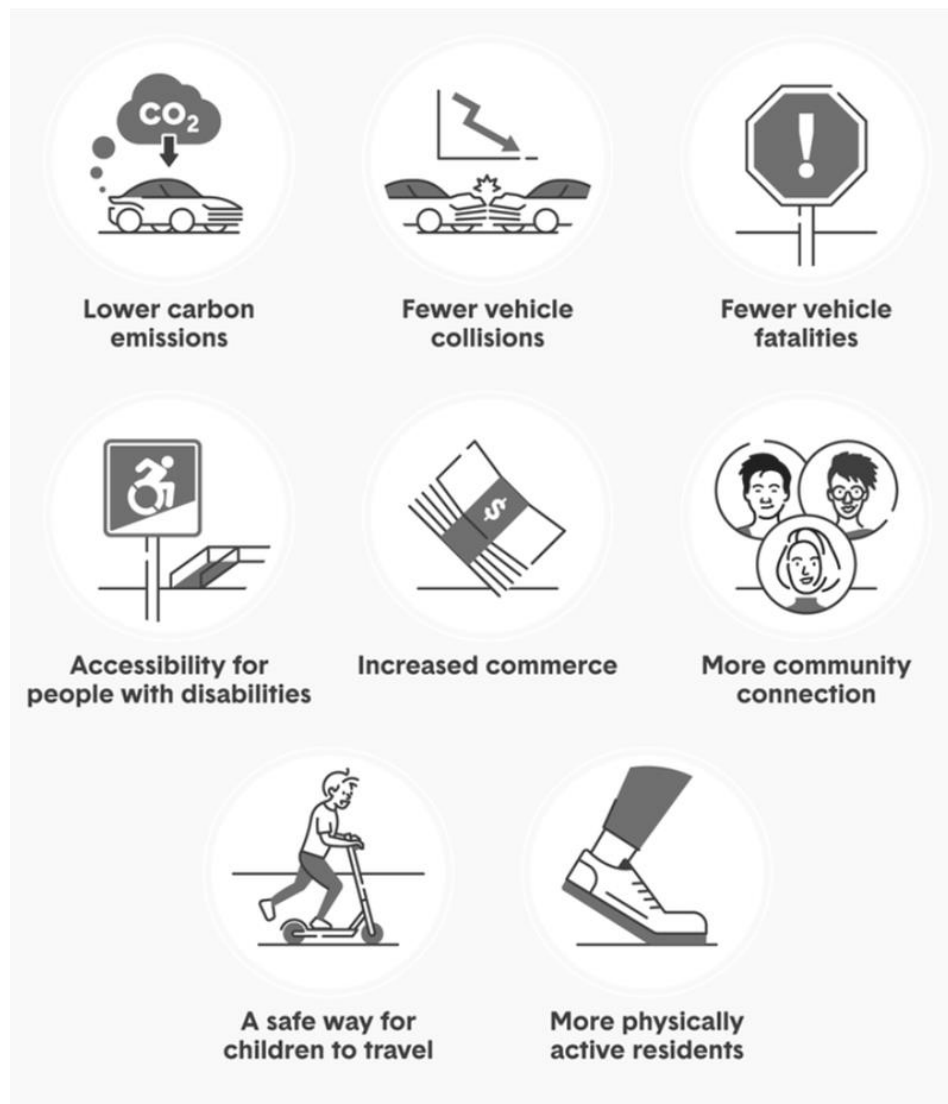 CO₂
Lower carbon
emissions
Fewer vehicle
collisions
!
Fewer vehicle
fatalities
Accessibility for
people with disabilities
$
Increased commerce
More community
connection
A safe way for
children to travel
More physically
active residents